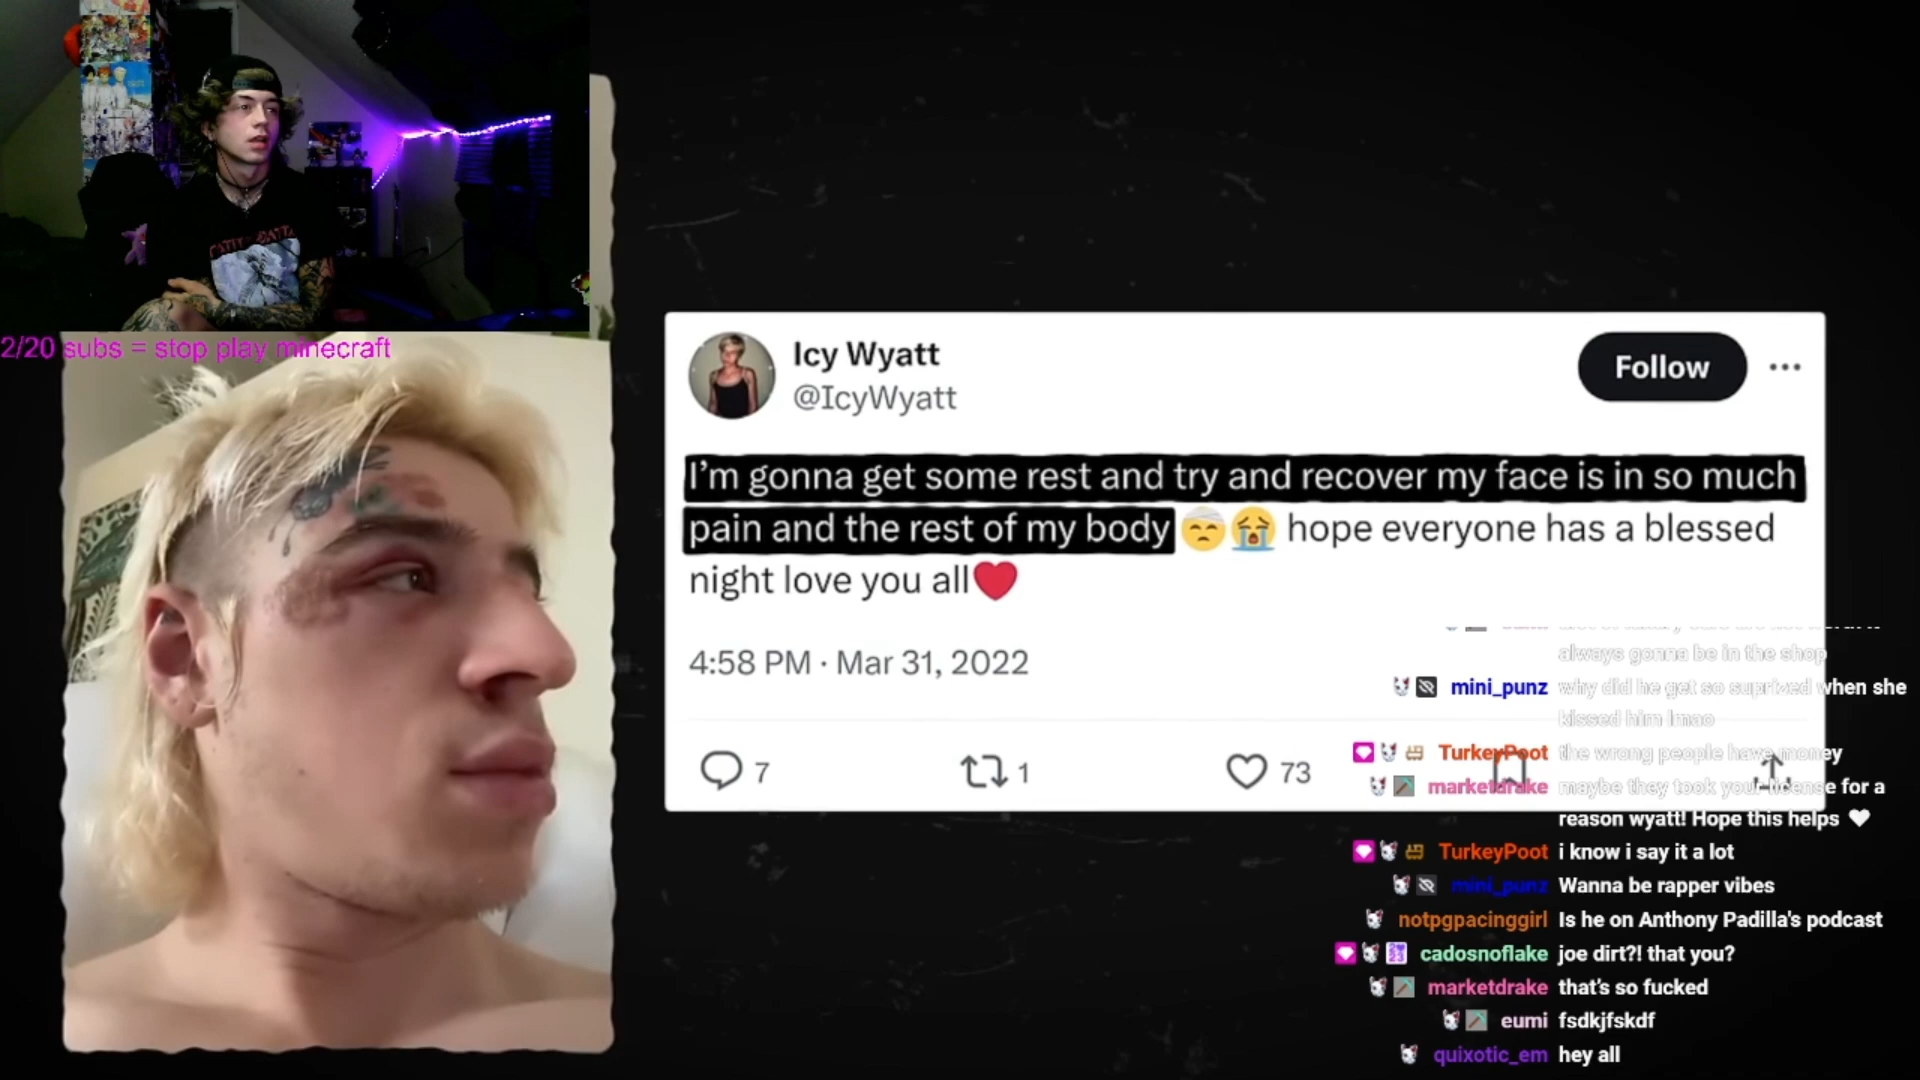 2/20 subs = stop play minecraft
Icy Wyatt
@IcyWyatt
Follow
I'm gonna get some rest and try and recover my face is in so much
pain and the rest of my body🤕😭 hope everyone has a blessed
night love you all❤️
4:58 PM · Mar 31, 2022
7
1
73
always gonna be in the shop
mini_punz why did he get so suprized when she
kissed him lmao
TurkeyPoot the wrong people have money
marketdrake maybe they took your license for a
reason wyatt! Hope this helps 🤍
TurkeyPoot i know i say it a lot
mini_punz Wanna be rapper vibes
notpgpacinggirl Is he on Anthony Padilla's podcast
cadosnoflake joe dirt?! that you?
marketdrake that's so fucked
eumi fsdkjfskdf
quixotic_em hey all